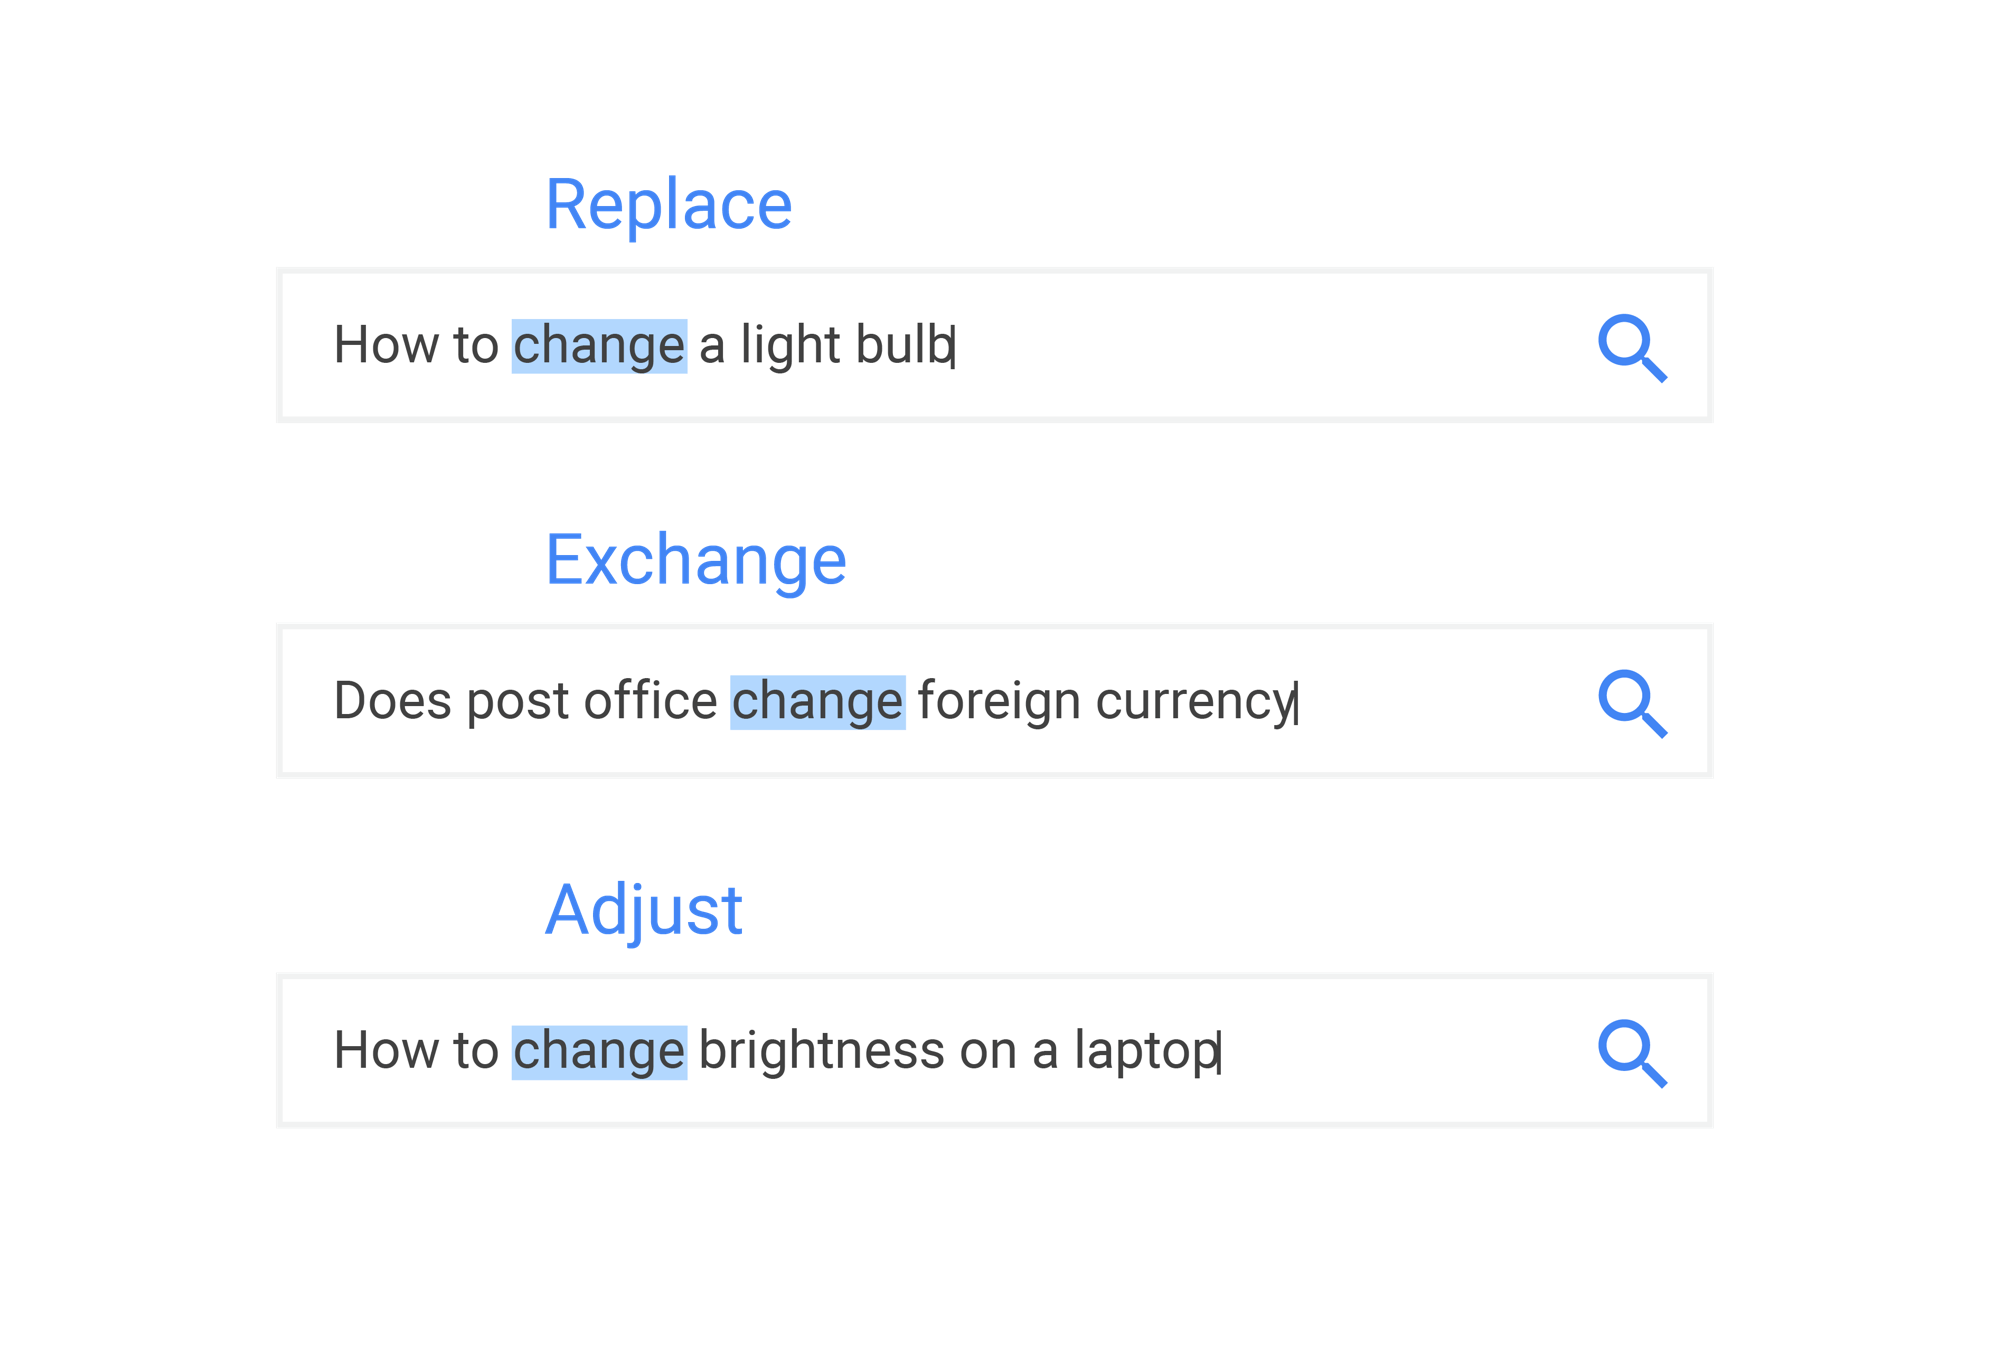 Replace
How to change a light bulb
Exchange
Does post office change foreign currency
Adjust
How to change brightness on a laptop